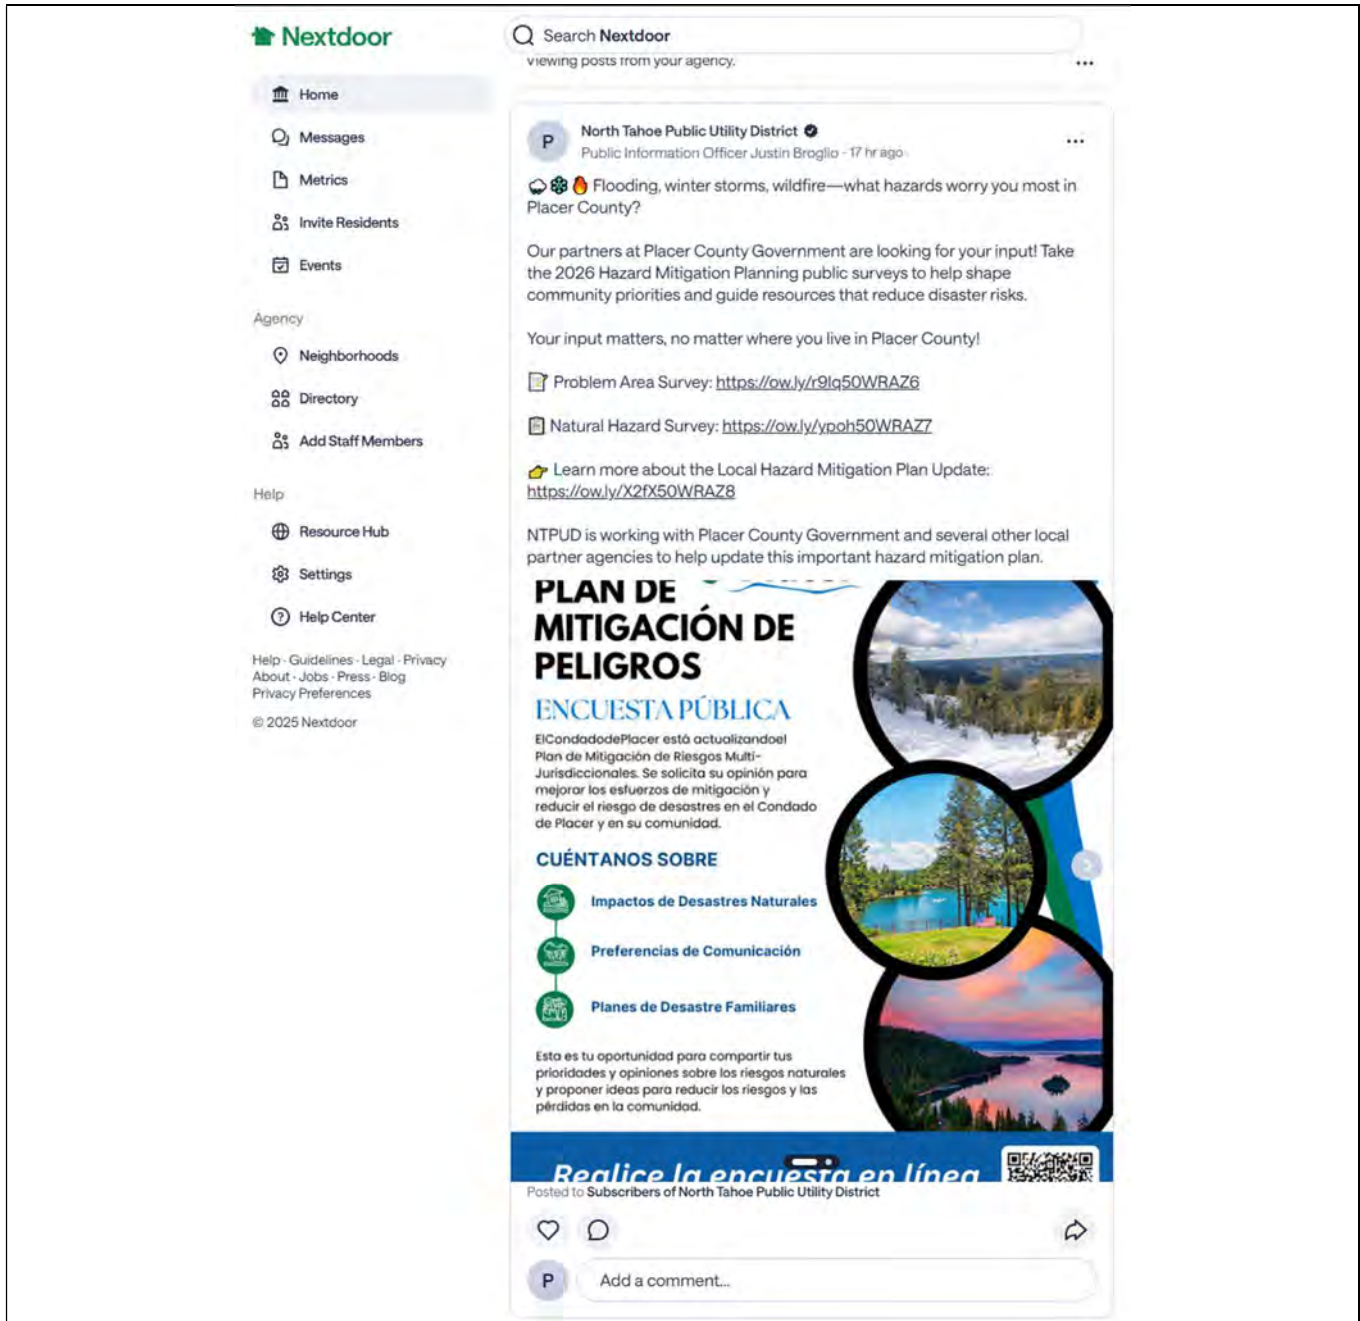 Nextdoor
Search Nextdoor
Viewing posts from your agency.
Home
Messages
Metrics
Invite Residents
Events
Agency
Neighborhoods
Directory
Add Staff Members
Help
Resource Hub
Settings
Help Center
Help · Guidelines · Legal · Privacy
About · Jobs · Press · Blog
Privacy Preferences
© 2025 Nextdoor
P
North Tahoe Public Utility District
Public Information Officer Justin Broglio · 17 hr ago
Flooding, winter storms, wildfire—what hazards worry you most in
Placer County?
Our partners at Placer County Government are looking for your input! Take
the 2026 Hazard Mitigation Planning public surveys to help shape
community priorities and guide resources that reduce disaster risks.
Your input matters, no matter where you live in Placer County!
Problem Area Survey: https://ow.ly/r9Iq50WRAZ6
Natural Hazard Survey: https://ow.ly/ypoh50WRAZ7
Learn more about the Local Hazard Mitigation Plan Update:
https://ow.ly/X2fX50WRAZ8
NTPUD is working with Placer County Government and several other local
partner agencies to help update this important hazard mitigation plan.
PLAN DE
MITIGACIÓN DE
PELIGROS
ENCUESTA PÚBLICA
ElCondadodePlacer está actualizandoel
Plan de Mitigación de Riesgos Multi-
Jurisdiccionales. Se solicita su opinión para
mejorar los esfuerzos de mitigación y
reducir el riesgo de desastres en el Condado
de Placer y en su comunidad.
CUÉNTANOS SOBRE
Impactos de Desastres Naturales
Preferencias de Comunicación
Planes de Desastre Familiares
Esta es tu oportunidad para compartir tus
prioridades y opiniones sobre los riesgos naturales
y proponer ideas para reducir los riesgos y las
pérdidas en la comunidad.
Realice la encuesta en línea
Posted to Subscribers of North Tahoe Public Utility District
P
Add a comment...